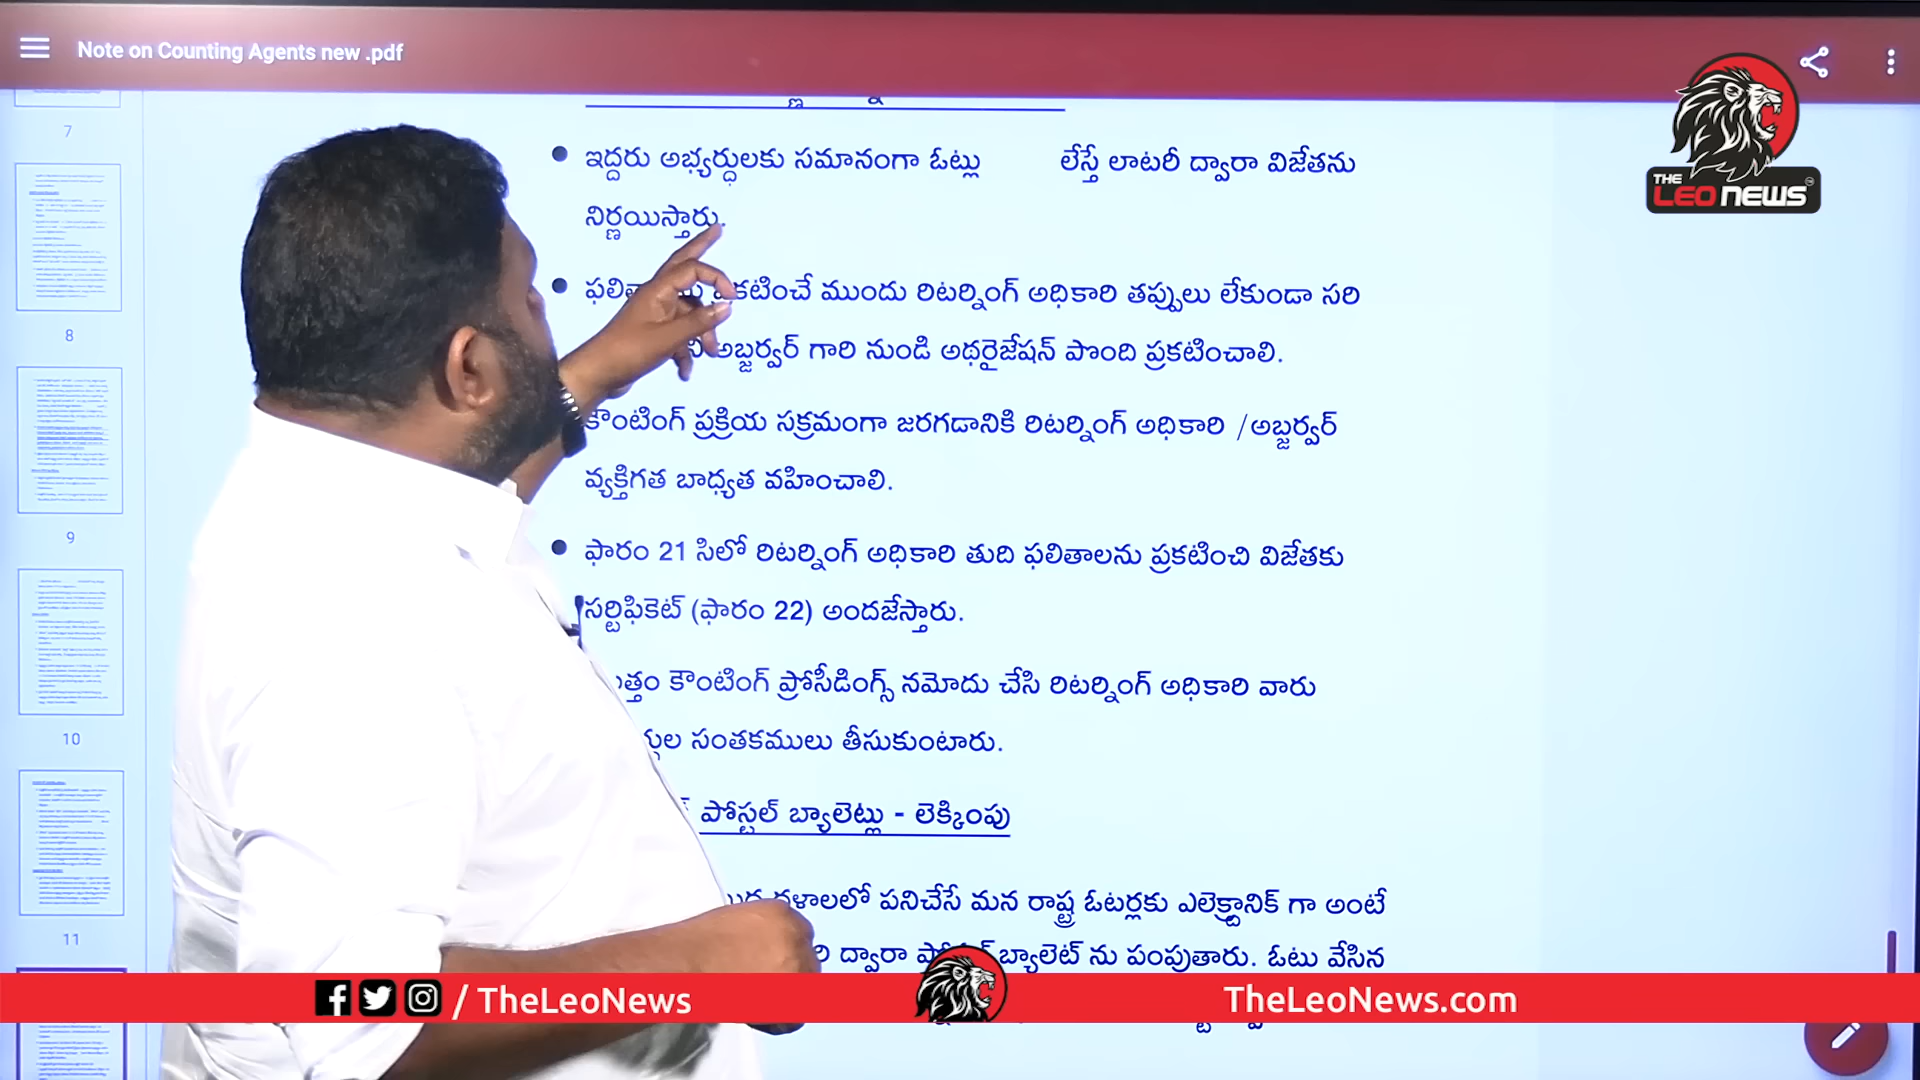 Note on Counting Agents new .pdf
7
8
9
10
11
ఇద్దరు అభ్యర్ధులకు సమానంగా ఓట్లు లేస్తే లాటరీ ద్వారా విజేతను
నిర్ణయిస్తారు.
ప్రకటించే ముందు రిటర్నింగ్ అధికారి తప్పులు లేకుండా సరి
అబ్జర్వర్ గారి నుండి అథరైజేషన్ పొంది ప్రకటించాలి.
కౌంటింగ్ ప్రక్రియ సక్రమంగా జరగడానికి రిటర్నింగ్ అధికారి /అబ్జర్వర్
వ్యక్తిగత బాధ్యత వహించాలి.
ఫారం 21 సిలో రిటర్నింగ్ అధికారి తుది ఫలితాలను ప్రకటించి విజేతకు
సర్టిఫికెట్ (ఫారం 22) అందజేస్తారు.
కౌంటింగ్ ప్రోసీడింగ్స్ నమోదు చేసి రిటర్నింగ్ అధికారి వారు
సంతకములు తీసుకుంటారు.
పోస్టల్ బ్యాలెట్లు - లెక్కింపు
పనిచేసే మన రాష్ట్ర ఓటర్లకు ఎలెక్ట్రానిక్ గా అంటే
ద్వారా బ్యాలెట్ ను పంపుతారు. ఓటు వేసిన
THE
LEO NEWS
/ TheLeoNews
TheLeoNews.com